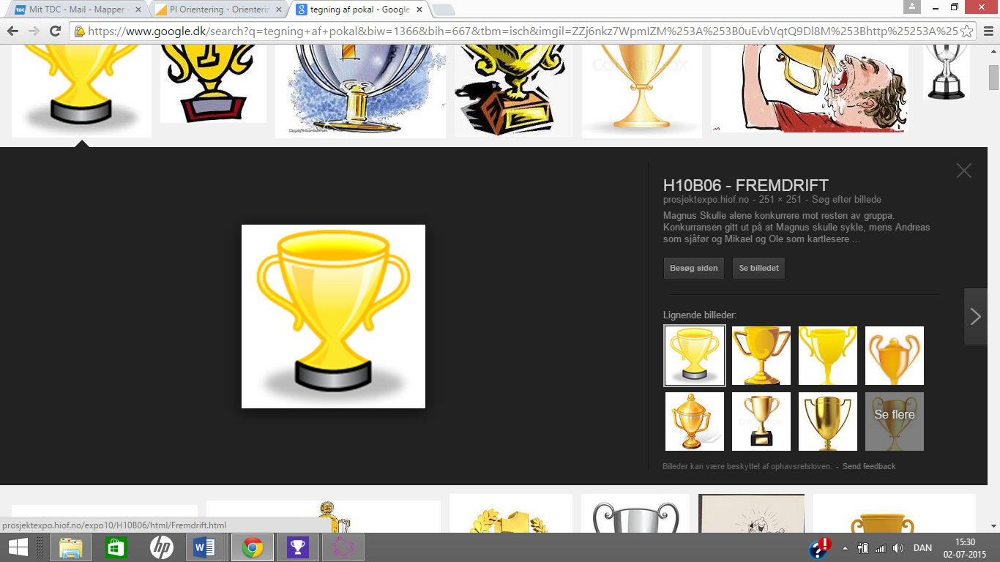 Mit TDC - Mail - Mapper -
PI Orientering - Orienterin
tegning af pokal - Google
https://www.google.dk/search?q=tegning+af+pokal&biw=1366&bih=667&tbm=isch&imgil=ZZj6nkz7WpmIZM%253A%253B0uEvbVqtQ9Dl8M%253Bhttp%25253A%25
H10B06 - FREMDRIFT
prosjektexpo.hiof.no - 251 × 251 - Søg efter billede
Magnus Skulle alene konkurrere mot resten av gruppa.
Konkurransen gitt ut på at Magnus skulle sykle, mens Andreas
som sjåfør og Mikael og Ole som kartlesere ...
Besøg siden
Se billedet
Lignende billeder:
Se flere
Billeder kan være beskyttet af ophavsretsloven. - Send feedback
prosjektexpo.hiof.no/expo10/H10B06/html/Fremdrift.html
DAN
15:30
02-07-2015